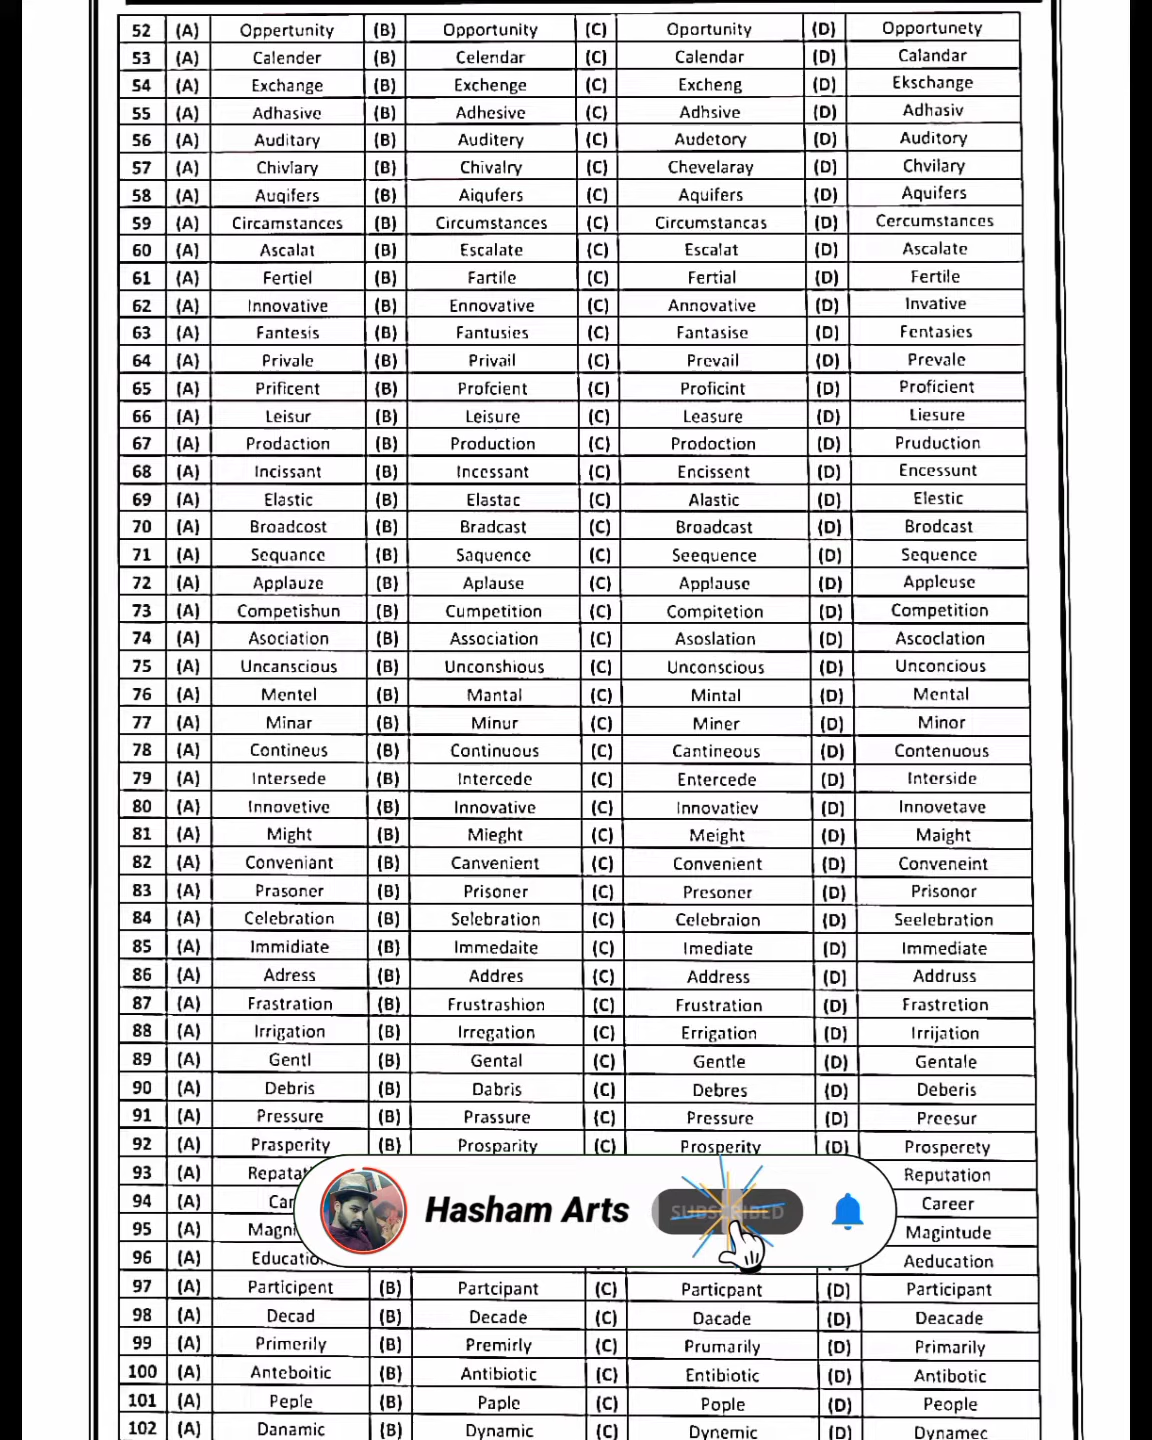 52 (A) Oppertunity (B) Opportunity (C) Oportunity (D) Opportunety
53 (A) Calender (B) Celendar (C) Calendar (D) Calandar
54 (A) Exchange (B) Exchenge (C) Excheng (D) Ekschange
55 (A) Adhasive (B) Adhesive (C) Adhsive (D) Adhasiv
56 (A) Auditary (B) Auditery (C) Audetory (D) Auditory
57 (A) Chivlary (B) Chivalry (C) Chevelaray (D) Chvilary
58 (A) Auqifers (B) Aiqufers (C) Aquifers (D) Aquifers
59 (A) Circamstances (B) Circumstances (C) Circumstancas (D) Cercumstances
60 (A) Ascalat (B) Escalate (C) Escalat (D) Ascalate
61 (A) Fertiel (B) Fartile (C) Fertial (D) Fertile
62 (A) Innovative (B) Ennovative (C) Annovative (D) Invative
63 (A) Fantesis (B) Fantusies (C) Fantasise (D) Fentasies
64 (A) Privale (B) Privail (C) Prevail (D) Prevale
65 (A) Prificent (B) Profcient (C) Proficint (D) Proficient
66 (A) Leisur (B) Leisure (C) Leasure (D) Liesure
67 (A) Prodaction (B) Production (C) Prodoction (D) Pruduction
68 (A) Incissant (B) Incessant (C) Encissent (D) Encessunt
69 (A) Elastic (B) Elastac (C) Alastic (D) Elestic
70 (A) Broadcost (B) Bradcast (C) Broadcast (D) Brodcast
71 (A) Sequance (B) Saquence (C) Seequence (D) Sequence
72 (A) Applauze (B) Aplause (C) Applause (D) Appleuse
73 (A) Competishun (B) Cumpetition (C) Compitetion (D) Competition
74 (A) Asociation (B) Association (C) Asoslation (D) Ascoclation
75 (A) Uncanscious (B) Unconshious (C) Unconscious (D) Unconcious
76 (A) Mentel (B) Mantal (C) Mintal (D) Mental
77 (A) Minar (B) Minur (C) Miner (D) Minor
78 (A) Contineus (B) Continuous (C) Cantineous (D) Contenuous
79 (A) Intersede (B) Intercede (C) Entercede (D) Interside
80 (A) Innovetive (B) Innovative (C) Innovatiev (D) Innovetave
81 (A) Might (B) Mieght (C) Meight (D) Maight
82 (A) Conveniant (B) Canvenient (C) Convenient (D) Conveneint
83 (A) Prasoner (B) Prisoner (C) Presoner (D) Prisonor
84 (A) Celebration (B) Selebration (C) Celebraion (D) Seelebration
85 (A) Immidiate (B) Immedaite (C) Imediate (D) Immediate
86 (A) Adress (B) Addres (C) Address (D) Addruss
87 (A) Frastration (B) Frustrashion (C) Frustration (D) Frastretion
88 (A) Irrigation (B) Irregation (C) Errigation (D) Irrijation
89 (A) Gentl (B) Gental (C) Gentle (D) Gentale
90 (A) Debris (B) Dabris (C) Debres (D) Deberis
91 (A) Pressure (B) Prassure (C) Pressure (D) Preesur
92 (A) Prasperity (B) Prosparity (C) Prosperity (D) Prosperety
93 (A) Reputation
94 (A) Career
95 (A) Magintude
96 (A) Aeducation
Hasham Arts SUBSCRIBED
97 (A) Participent (B) Partcipant (C) Particpant (D) Participant
98 (A) Decad (B) Decade (C) Dacade (D) Deacade
99 (A) Primerily (B) Premirly (C) Prumarily (D) Primarily
100 (A) Anteboitic (B) Antibiotic (C) Entibiotic (D) Antibotic
101 (A) Peple (B) Paple (C) Pople (D) People
102 (A) Danamic (B) Dynamic (C) Dynemic (D) Dynamec